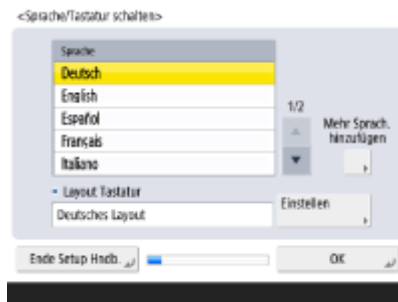 <Sprache/Tastatur schalten>
Sprache
Deutsch
English
Español
Français
Italiano
1/2
Mehr Sprach.
hinzufügen
Layout Tastatur
Deutsches Layout
Einstellen
Ende Setup Hndb.
OK